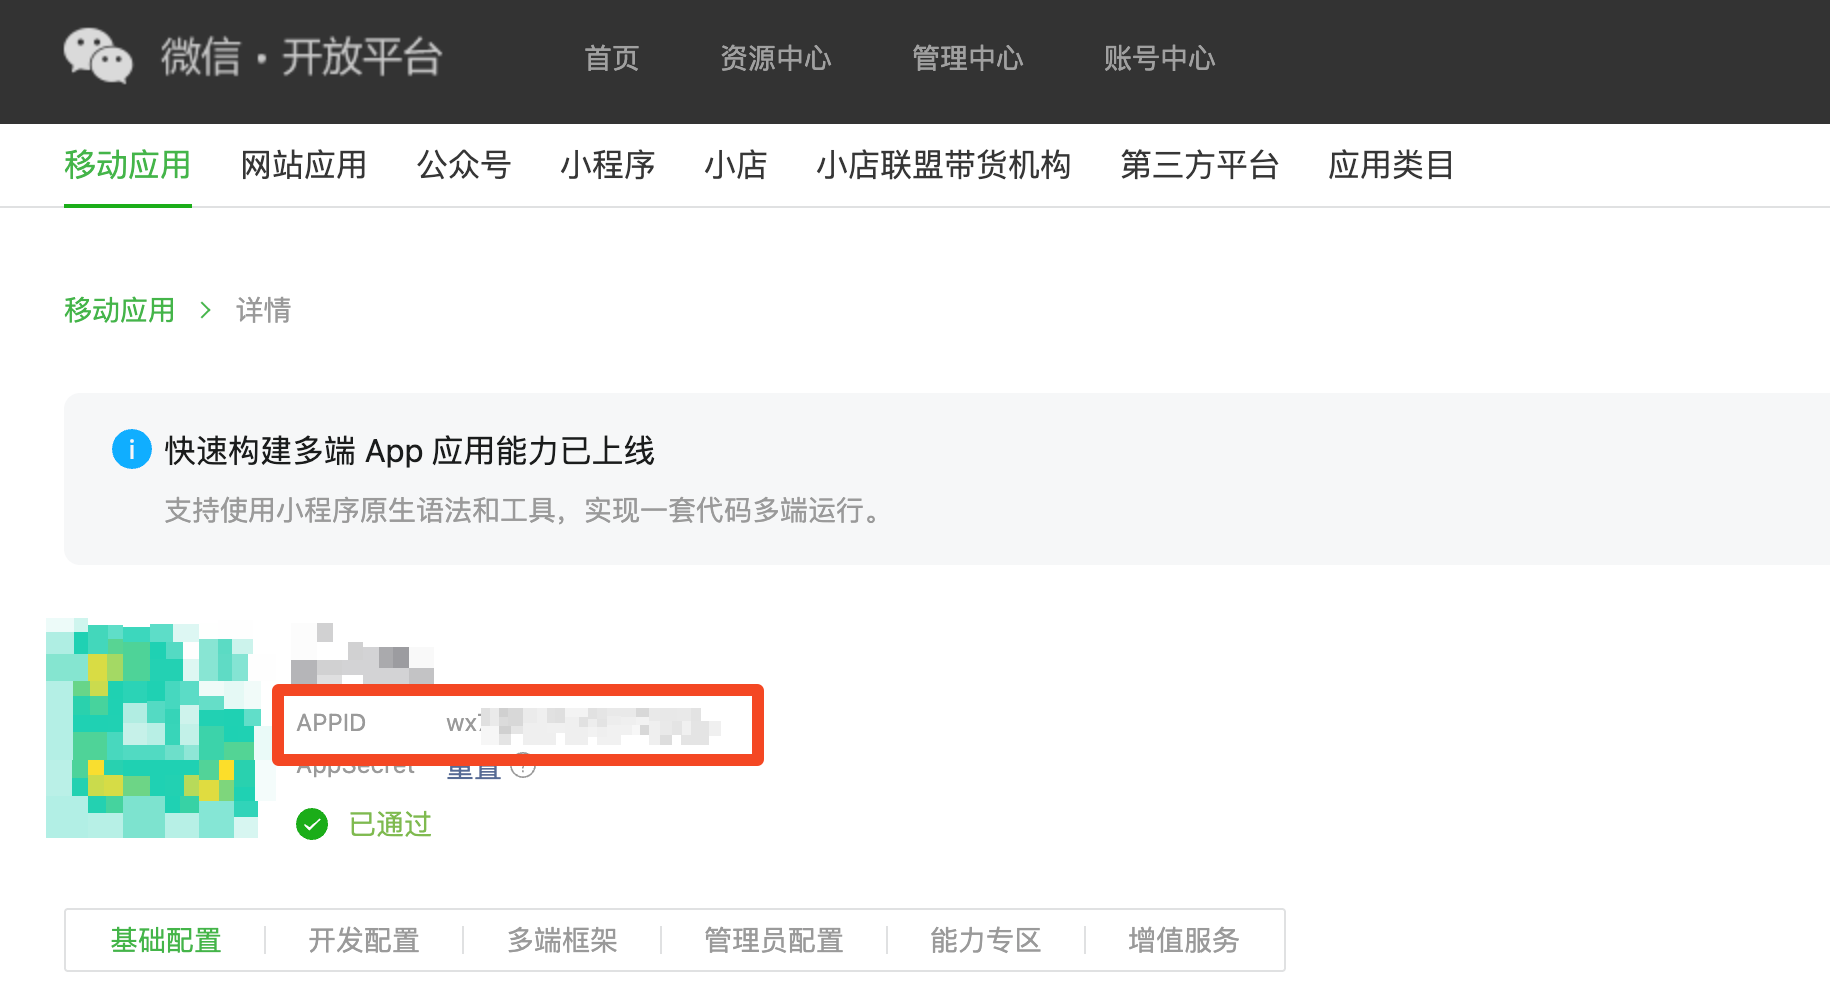 微信·开放平台 首页 资源中心 管理中心 账号中心
移动应用 网站应用 公众号 小程序 小店 小店联盟带货机构 第三方平台 应用类目
移动应用 > 详情
快速构建多端 App 应用能力已上线
支持使用小程序原生语法和工具，实现一套代码多端运行。
APPID wx
AppSecret 重置
已通过
基础配置 开发配置 多端框架 管理员配置 能力专区 增值服务